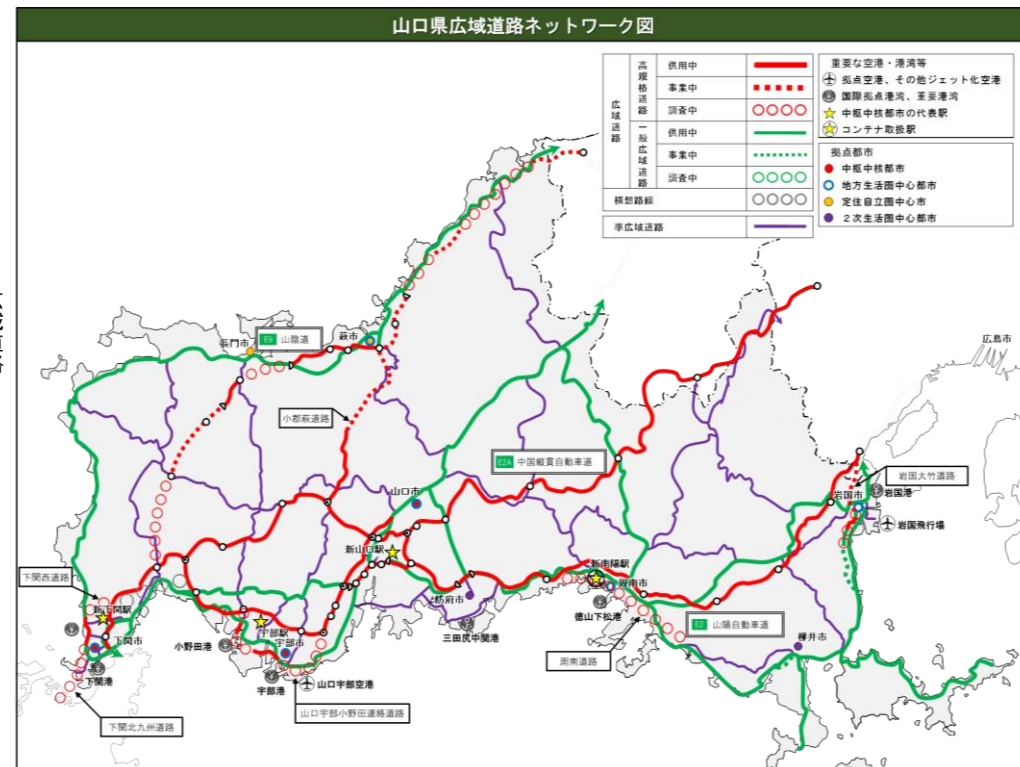 山口県広域道路ネットワーク図
広域道路
高規格道路
供用中
事業中
調査中
一般広域道路
供用中
事業中
調査中
構想路線
準広域道路
重要な空港・港湾等
拠点空港、その他ジェット化空港
国際拠点港湾、重要港湾
中枢中核都市の代表駅
コンテナ取扱駅
拠点都市
中枢中核都市
地方生活圏中心都市
定住自立圏中心市
２次生活圏中心都市
広島市
長門市
E9 山陰道
萩市
小郡萩道路
E2A 中国縦貫自動車道
山口市
岩国大竹道路
岩国市
岩国港
岩国飛行場
新山口駅
新南陽駅
周南市
下関西道路
新下関駅
防府市
徳山下松港
E2 山陽自動車道
宇部駅
下関市
小野田港
宇部市
三田尻中関港
柳井市
周南道路
下関港
宇部港
山口宇部空港
山口宇部小野田連絡道路
下関北九州道路